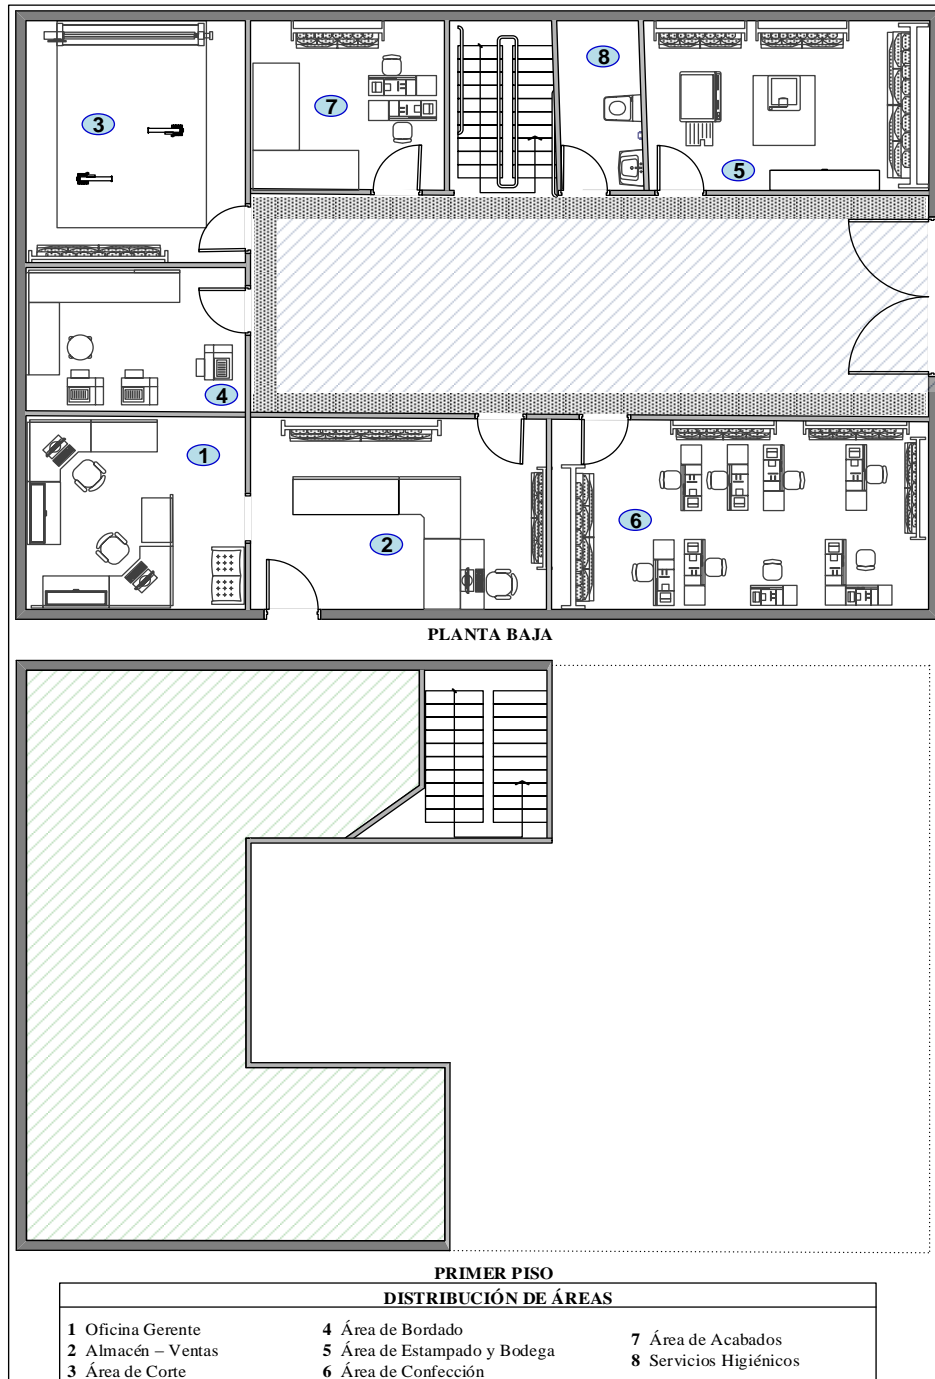 3
7
8
5
4
1
2
6
PLANTA BAJA
PRIMER PISO
DISTRIBUCIÓN DE ÁREAS
1 Oficina Gerente
2 Almacén – Ventas
3 Área de Corte
4 Área de Bordado
5 Área de Estampado y Bodega
6 Área de Confección
7 Área de Acabados
8 Servicios Higiénicos